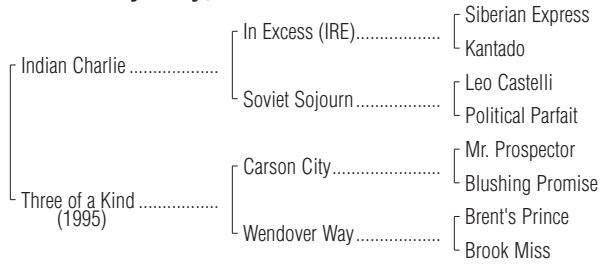 Siberian Express
In Excess (IRE)..................
Kantado
Indian Charlie ...................
Leo Castelli
Soviet Sojourn ..................
Political Parfait
Mr. Prospector
Carson City.......................
Blushing Promise
Three of a Kind .................
(1995)
Brent's Prince
Wendover Way..................
Brook Miss